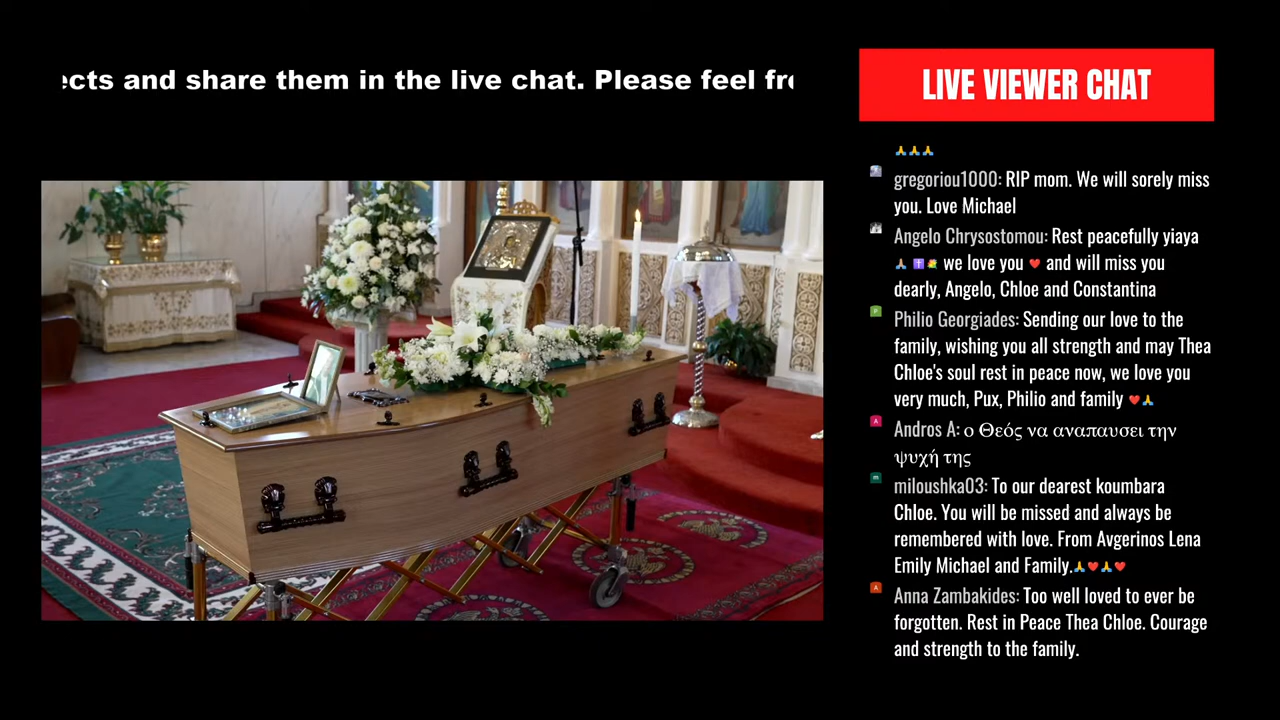 ects and share them in the live chat. Please feel fre
LIVE VIEWER CHAT
🙏🙏🙏
gregoriou1000: RIP mom. We will sorely miss
you. Love Michael
Angelo Chrysostomou: Rest peacefully yiaya
🙏 ✝️💐 we love you ❤️ and will miss you
dearly, Angelo, Chloe and Constantina
Philio Georgiades: Sending our love to the
family, wishing you all strength and may Thea
Chloe's soul rest in peace now, we love you
very much, Pux, Philio and family ❤️🙏
Andros A: ο Θεός να αναπαυσει την
ψυχή της
miloushka03: To our dearest koumbara
Chloe. You will be missed and always be
remembered with love. From Avgerinos Lena
Emily Michael and Family.🙏❤️🙏❤️
Anna Zambakides: Too well loved to ever be
forgotten. Rest in Peace Thea Chloe. Courage
and strength to the family.